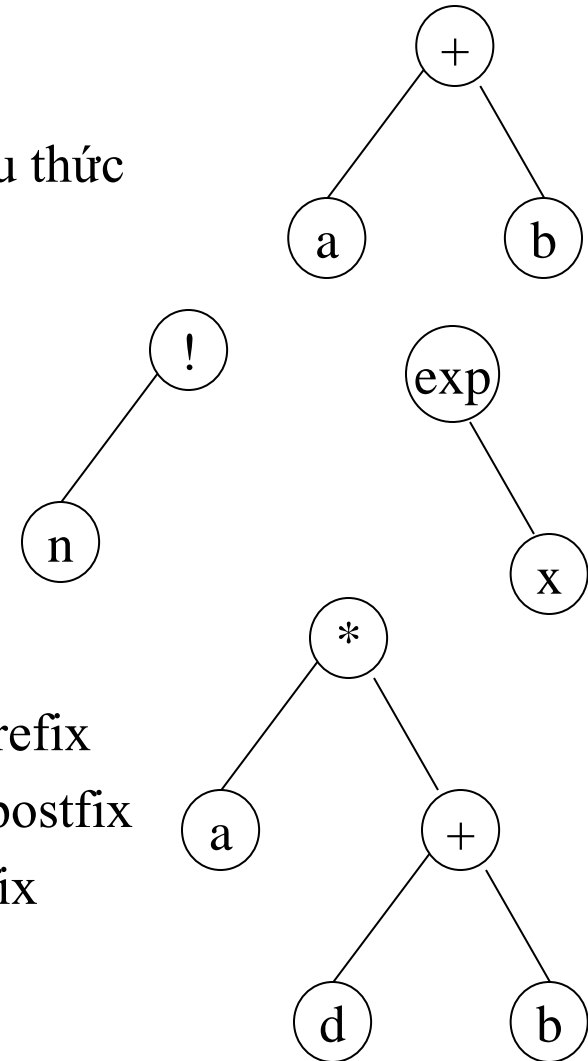 +
u thức
a b
!
exp
n
x
*
refix
postfix
a +
ix
d b